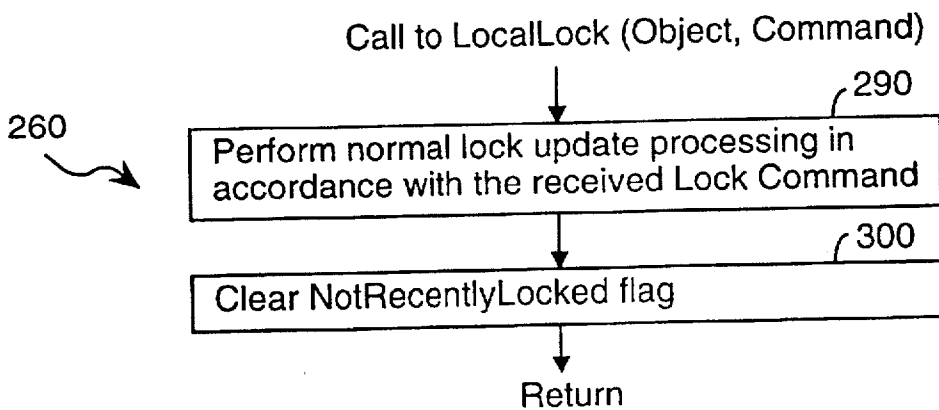 Call to LocalLock (Object, Command)
290
260
Perform normal lock update processing in
accordance with the received Lock Command
300
Clear NotRecentlyLocked flag
Return